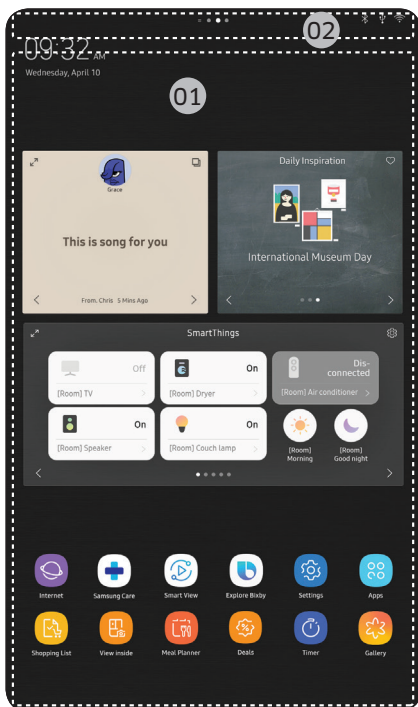 02
09:32 AM
Wednesday, April 10
01
Grace
This is song for you
From. Chris 5 Mins Ago
Daily Inspiration
International Museum Day
SmartThings
Off
[Room] TV
On
[Room] Dryer
Dis-
connected
[Room] Air conditioner
On
[Room] Speaker
On
[Room] Couch lamp
[Room]
Morning
[Room]
Good night
Internet
Samsung Care
Smart View
Explore Bixby
Settings
Apps
Shopping List
View inside
Meal Planner
Deals
Timer
Gallery